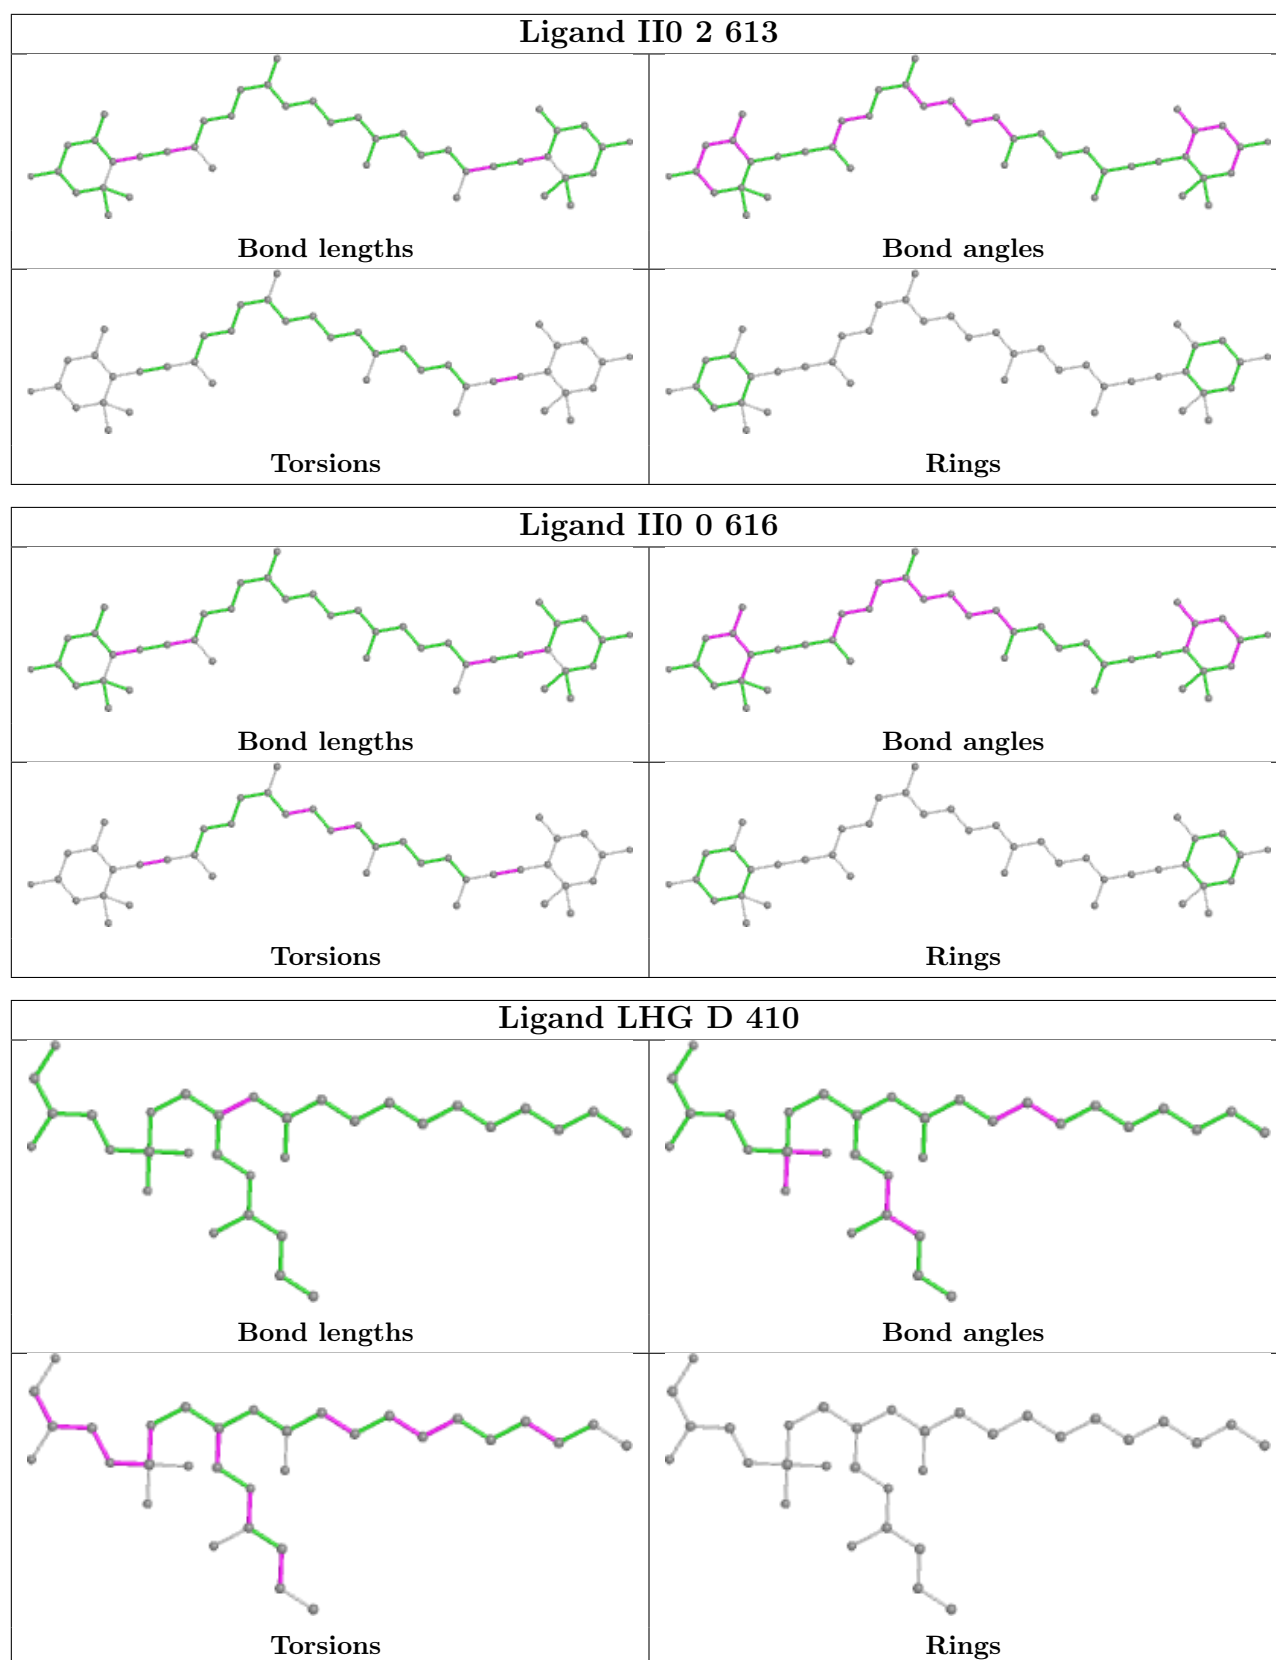 Ligand II0 2 613
Bond lengths
Bond angles
Torsions
Rings
Ligand II0 0 616
Bond lengths
Bond angles
Torsions
Rings
Ligand LHG D 410
Bond lengths
Bond angles
Torsions
Rings